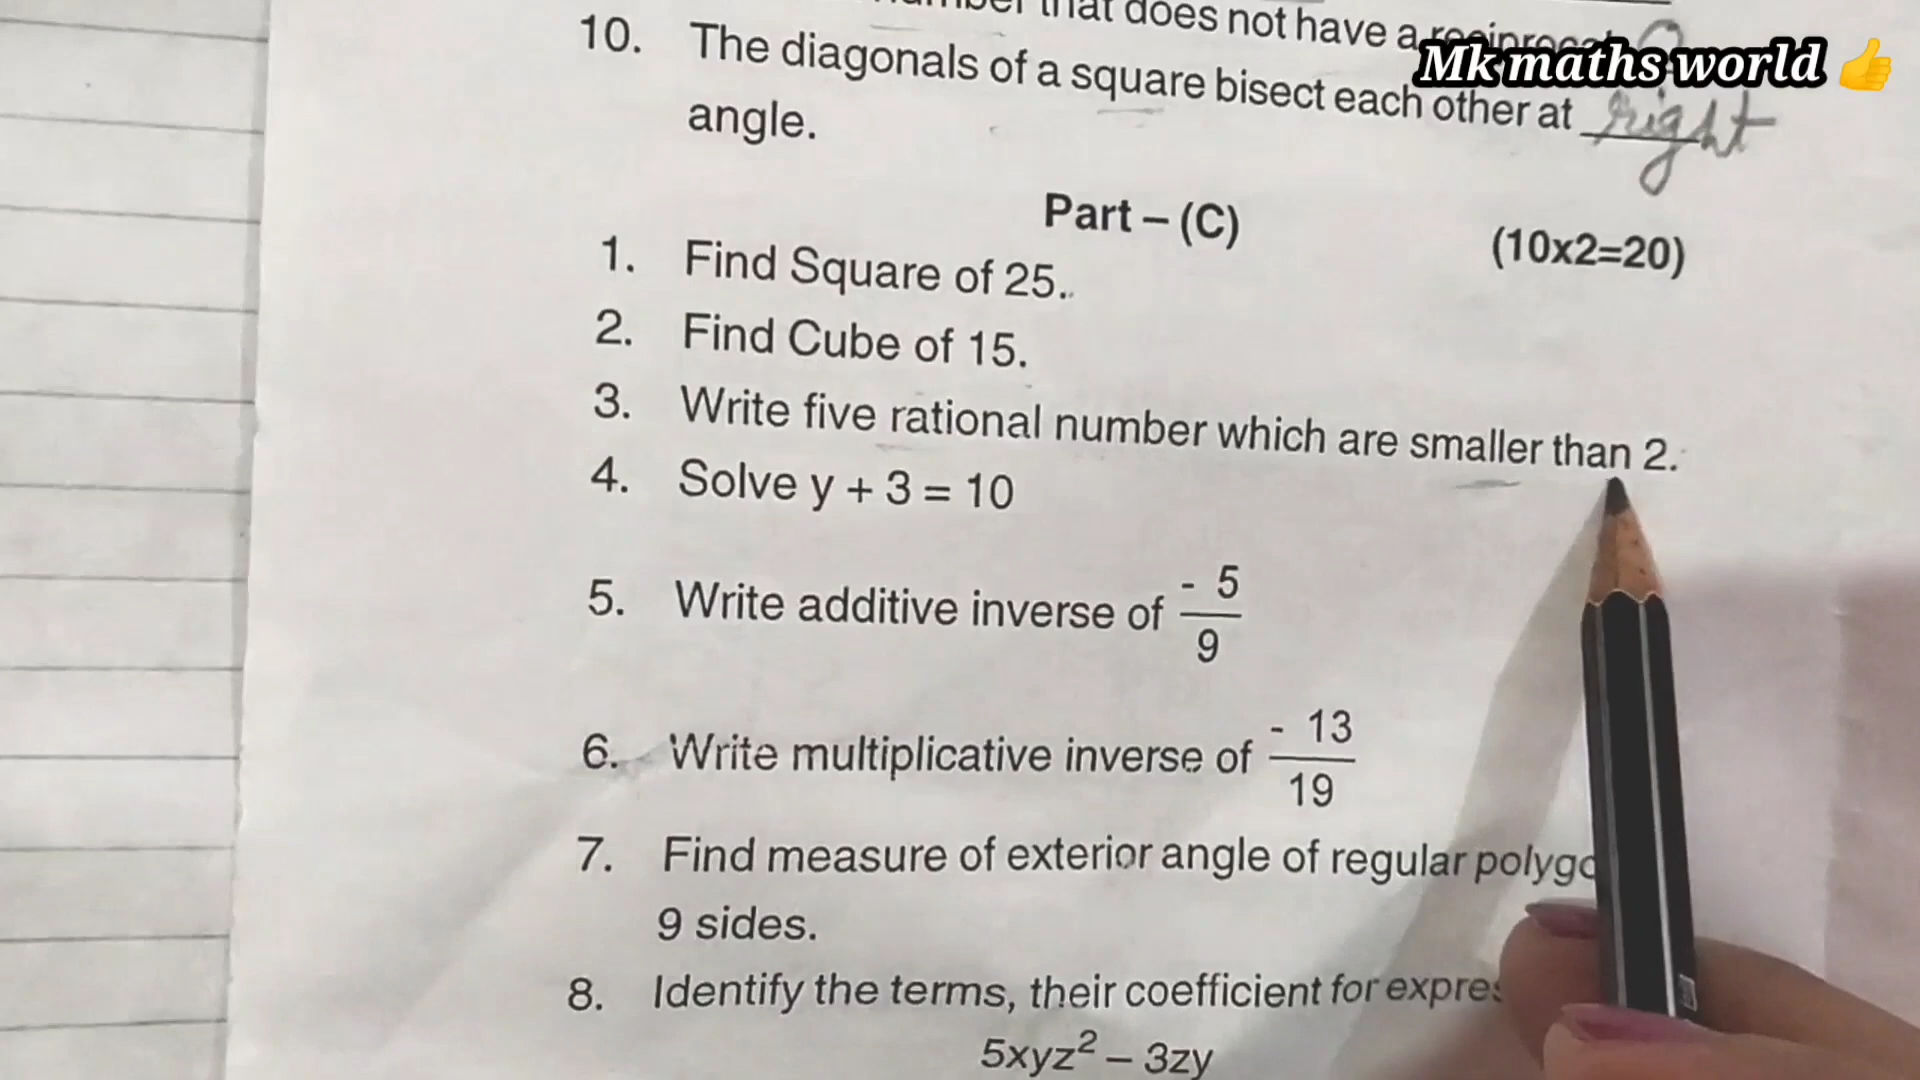 number that does not have a reciprocal
Mk maths world 👍
10. The diagonals of a square bisect each other at right
angle.
Part – (C)
(10x2=20)
1. Find Square of 25.
2. Find Cube of 15.
3. Write five rational number which are smaller than 2.
4. Solve y + 3 = 10
5. Write additive inverse of - 5/9
6. Write multiplicative inverse of - 13/19
7. Find measure of exterior angle of regular
9 sides.
8. Identify the terms, their coefficient for
5xyz² – 3zy